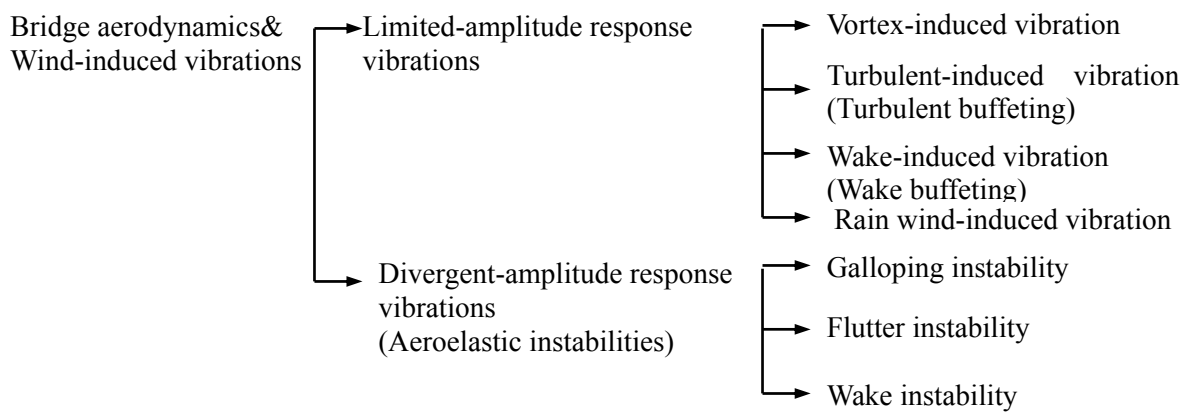 Bridge aerodynamics&
Wind-induced vibrations
Limited-amplitude response
vibrations
Vortex-induced vibration
Turbulent-induced vibration
(Turbulent buffeting)
Wake-induced vibration
(Wake buffeting)
Rain wind-induced vibration
Divergent-amplitude response
vibrations
(Aeroelastic instabilities)
Galloping instability
Flutter instability
Wake instability